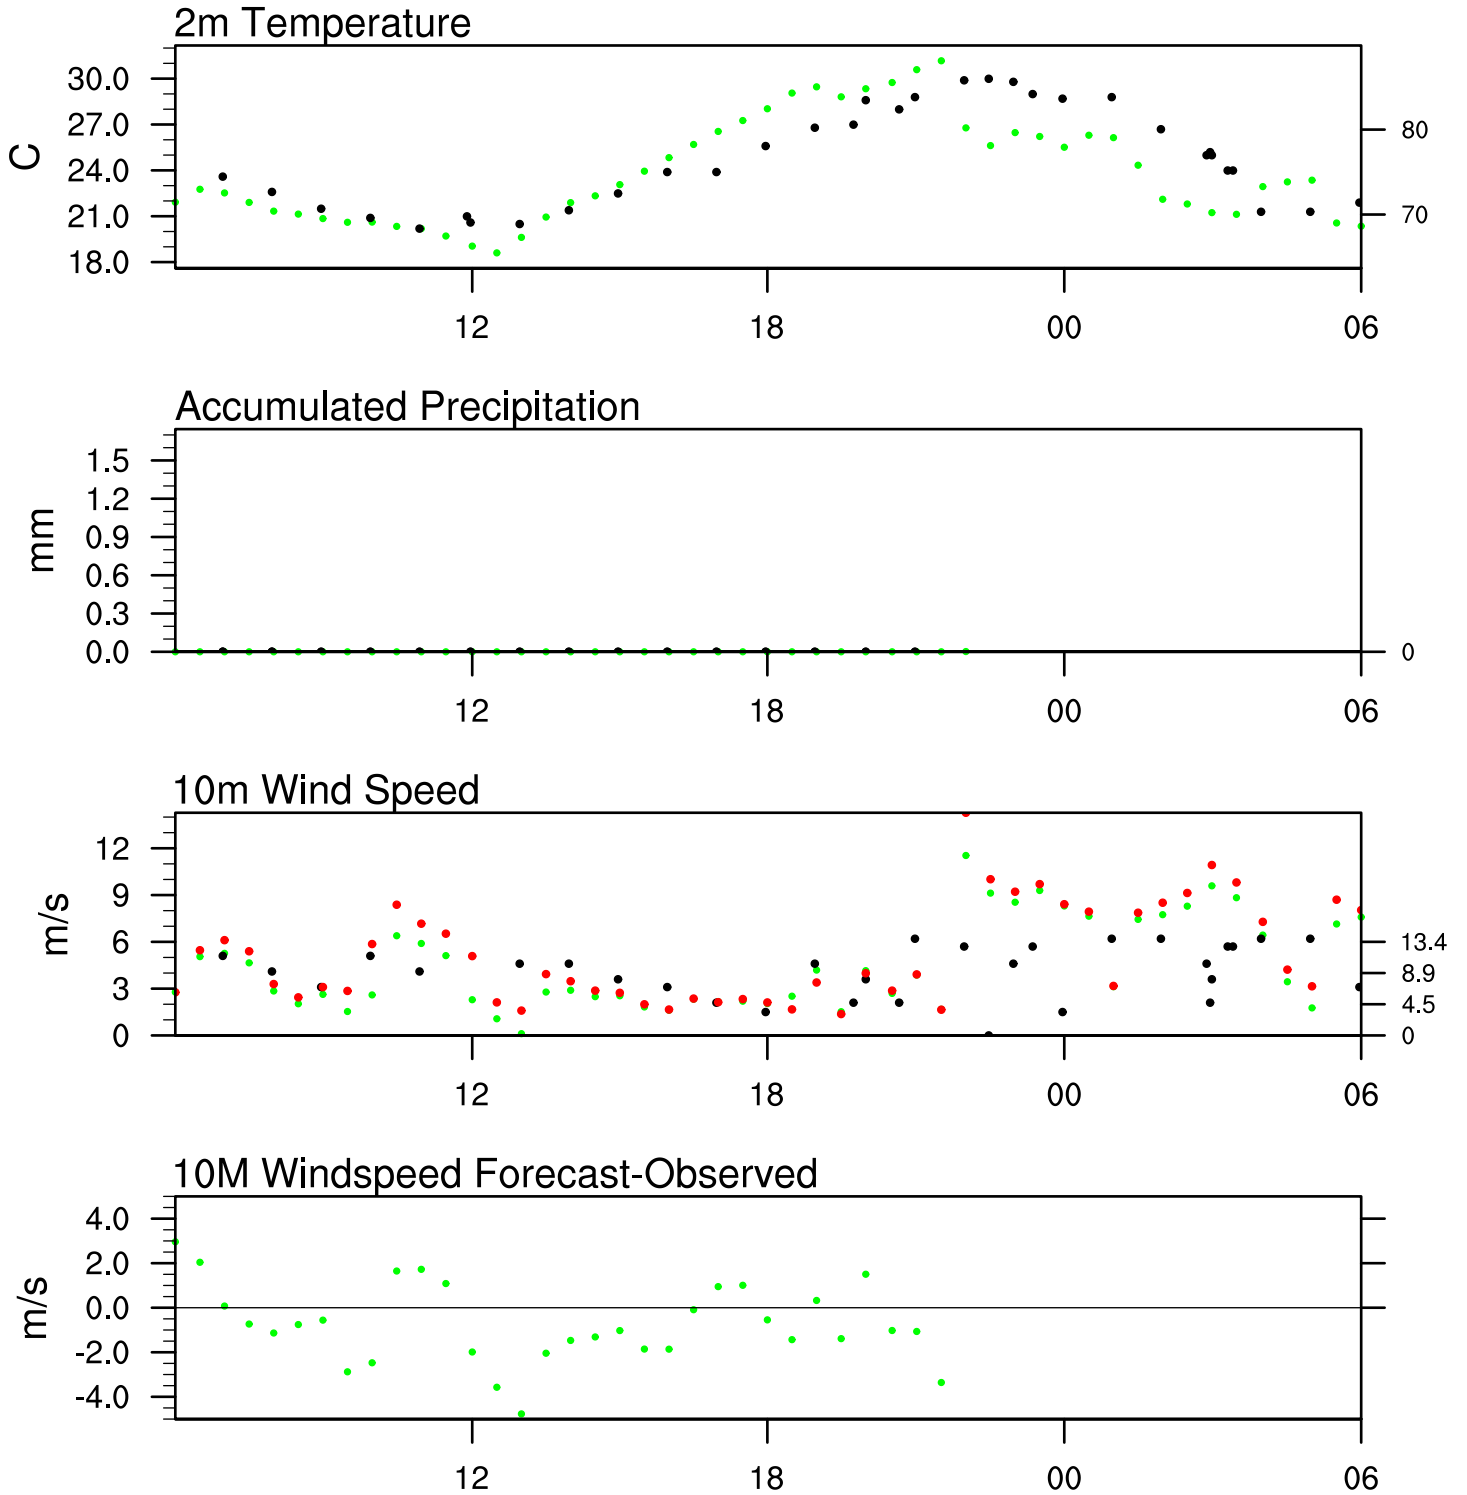 2m Temperature
30.0
27.0
24.0
21.0
18.0
C
80
70
12 18 00 06
Accumulated Precipitation
1.5
1.2
0.9
0.6
0.3
0.0
mm
0
12 18 00 06
10m Wind Speed
12
9
6
3
0
m/s
13.4
8.9
4.5
0
12 18 00 06
10M Windspeed Forecast-Observed
4.0
2.0
0.0
-2.0
-4.0
m/s
12 18 00 06